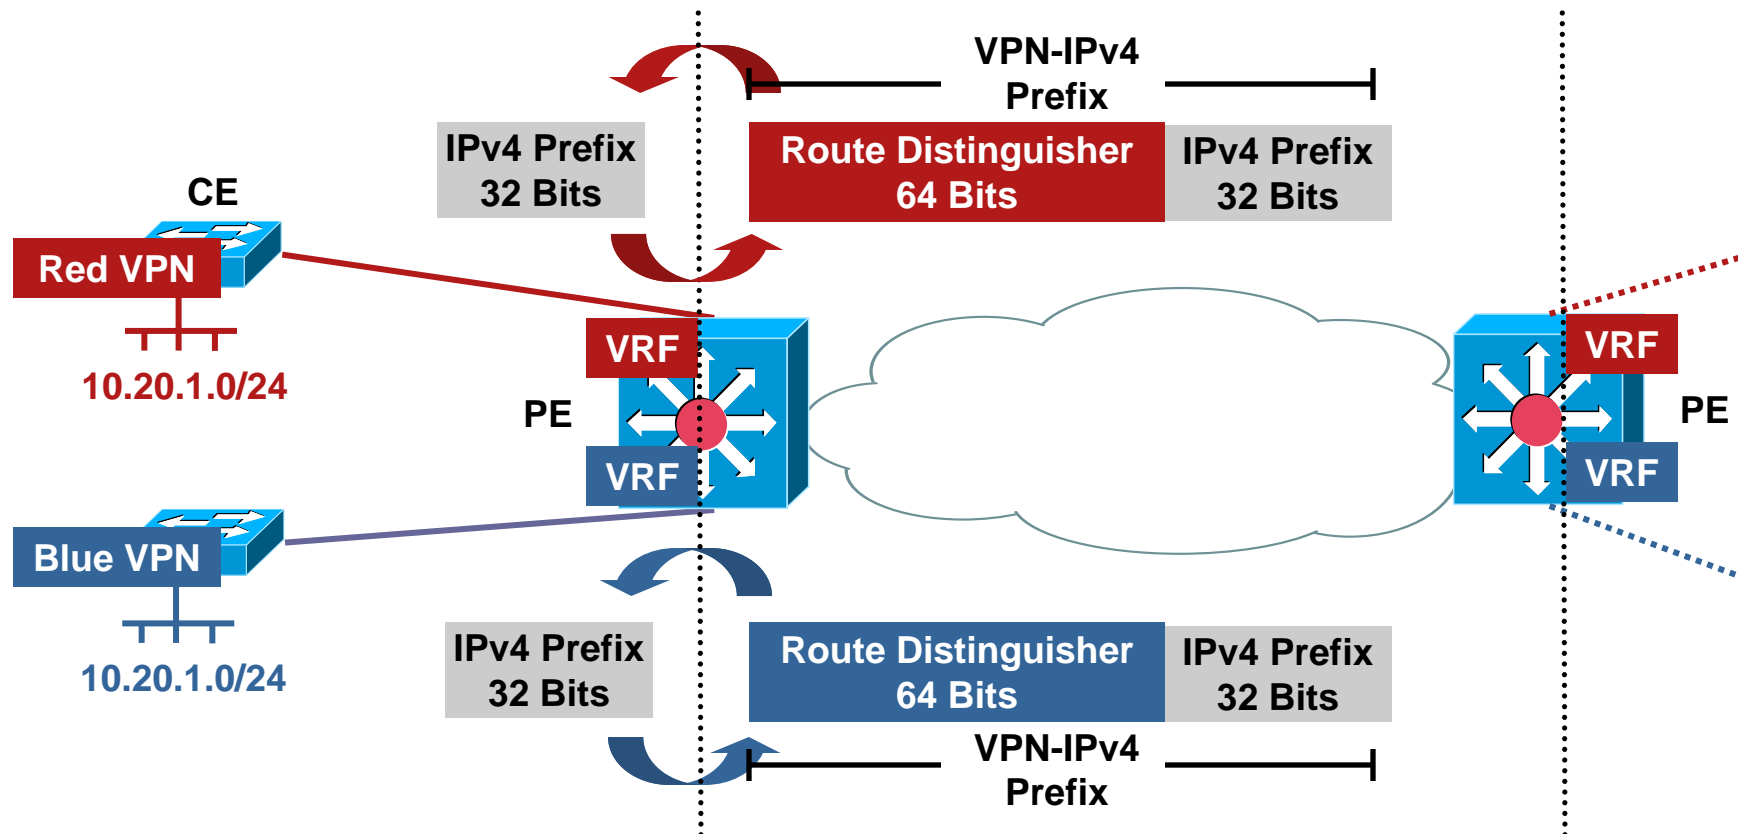 VPN-IPv4
Prefix
IPv4 Prefix
32 Bits
Route Distinguisher
64 Bits
IPv4 Prefix
32 Bits
CE
Red VPN
10.20.1.0/24
VRF
VRF
PE
PE
VRF
VRF
Blue VPN
10.20.1.0/24
IPv4 Prefix
32 Bits
Route Distinguisher
64 Bits
IPv4 Prefix
32 Bits
VPN-IPv4
Prefix